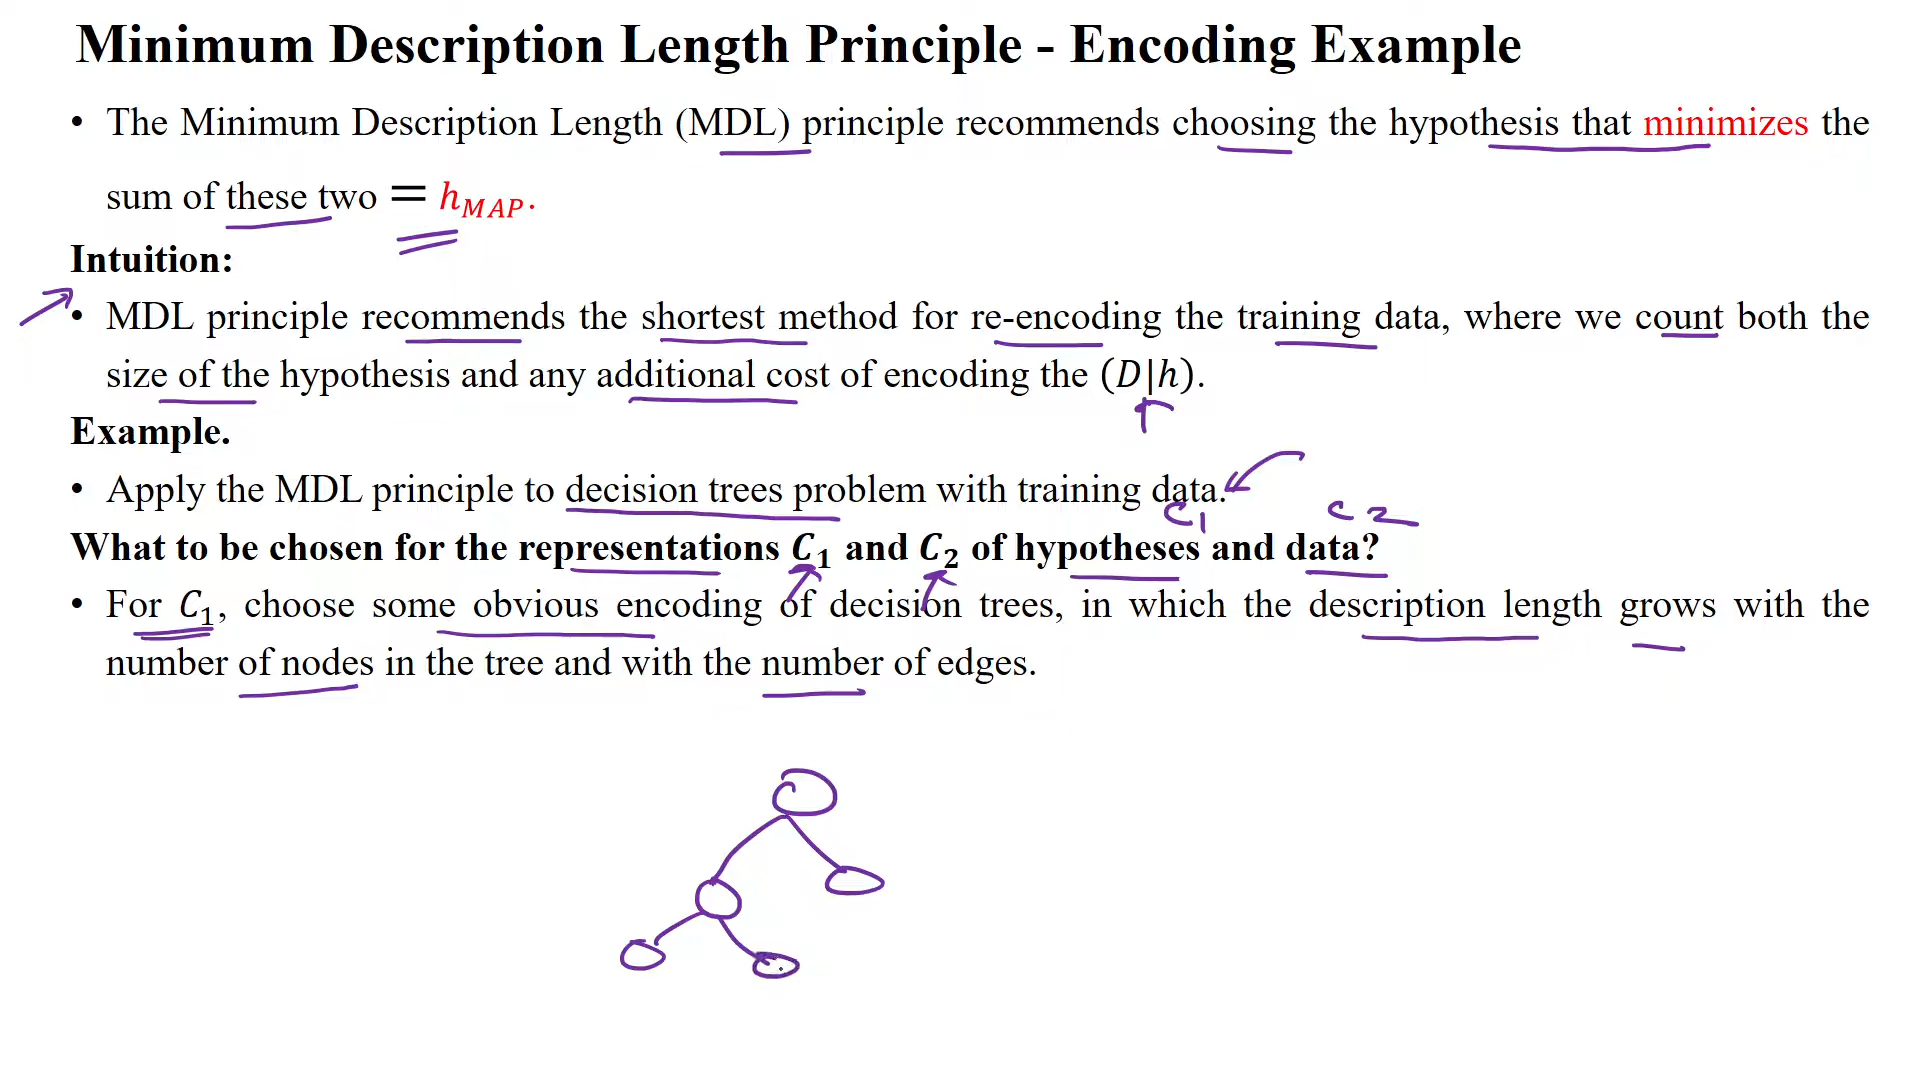 Minimum Description Length Principle - Encoding Example
• The Minimum Description Length (MDL) principle recommends choosing the hypothesis that minimizes the
sum of these two = h_MAP.
Intuition:
• MDL principle recommends the shortest method for re-encoding the training data, where we count both the
size of the hypothesis and any additional cost of encoding the (D|h).
Example.
• Apply the MDL principle to decision trees problem with training data.
C1 C2
What to be chosen for the representations C₁ and C₂ of hypotheses and data?
• For C₁, choose some obvious encoding of decision trees, in which the description length grows with the
number of nodes in the tree and with the number of edges.